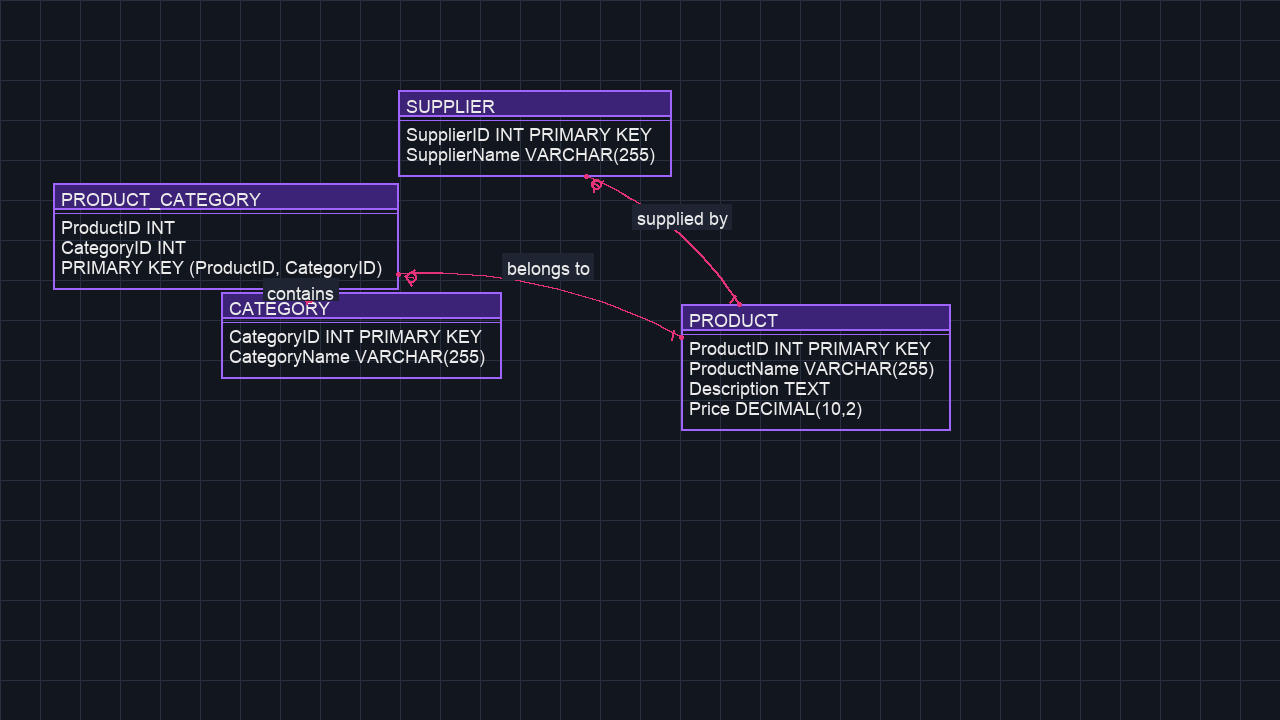 SUPPLIER
SupplierID INT PRIMARY KEY
SupplierName VARCHAR(255)
PRODUCT_CATEGORY
ProductID INT
CategoryID INT
PRIMARY KEY (ProductID, CategoryID)
supplied by
belongs to
contains
CATEGORY
CategoryID INT PRIMARY KEY
CategoryName VARCHAR(255)
PRODUCT
ProductID INT PRIMARY KEY
ProductName VARCHAR(255)
Description TEXT
Price DECIMAL(10,2)